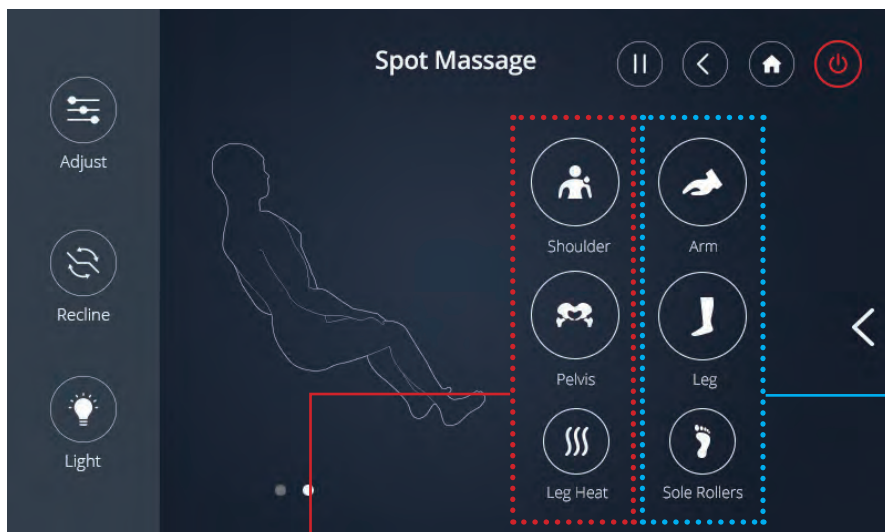 Spot Massage
Adjust
Recline
Light
Shoulder
Arm
Pelvis
Leg
Leg Heat
Sole Rollers